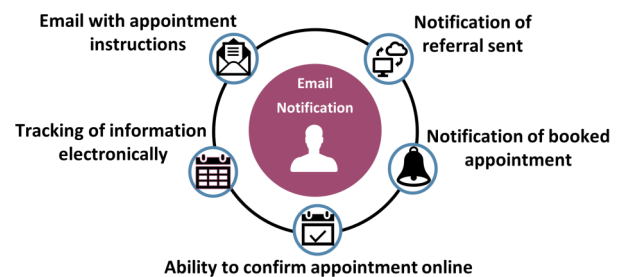 Email with appointment
instructions
Notification of
referral sent
Email
Notification
Tracking of information
electronically
Notification of booked
appointment
Ability to confirm appointment online